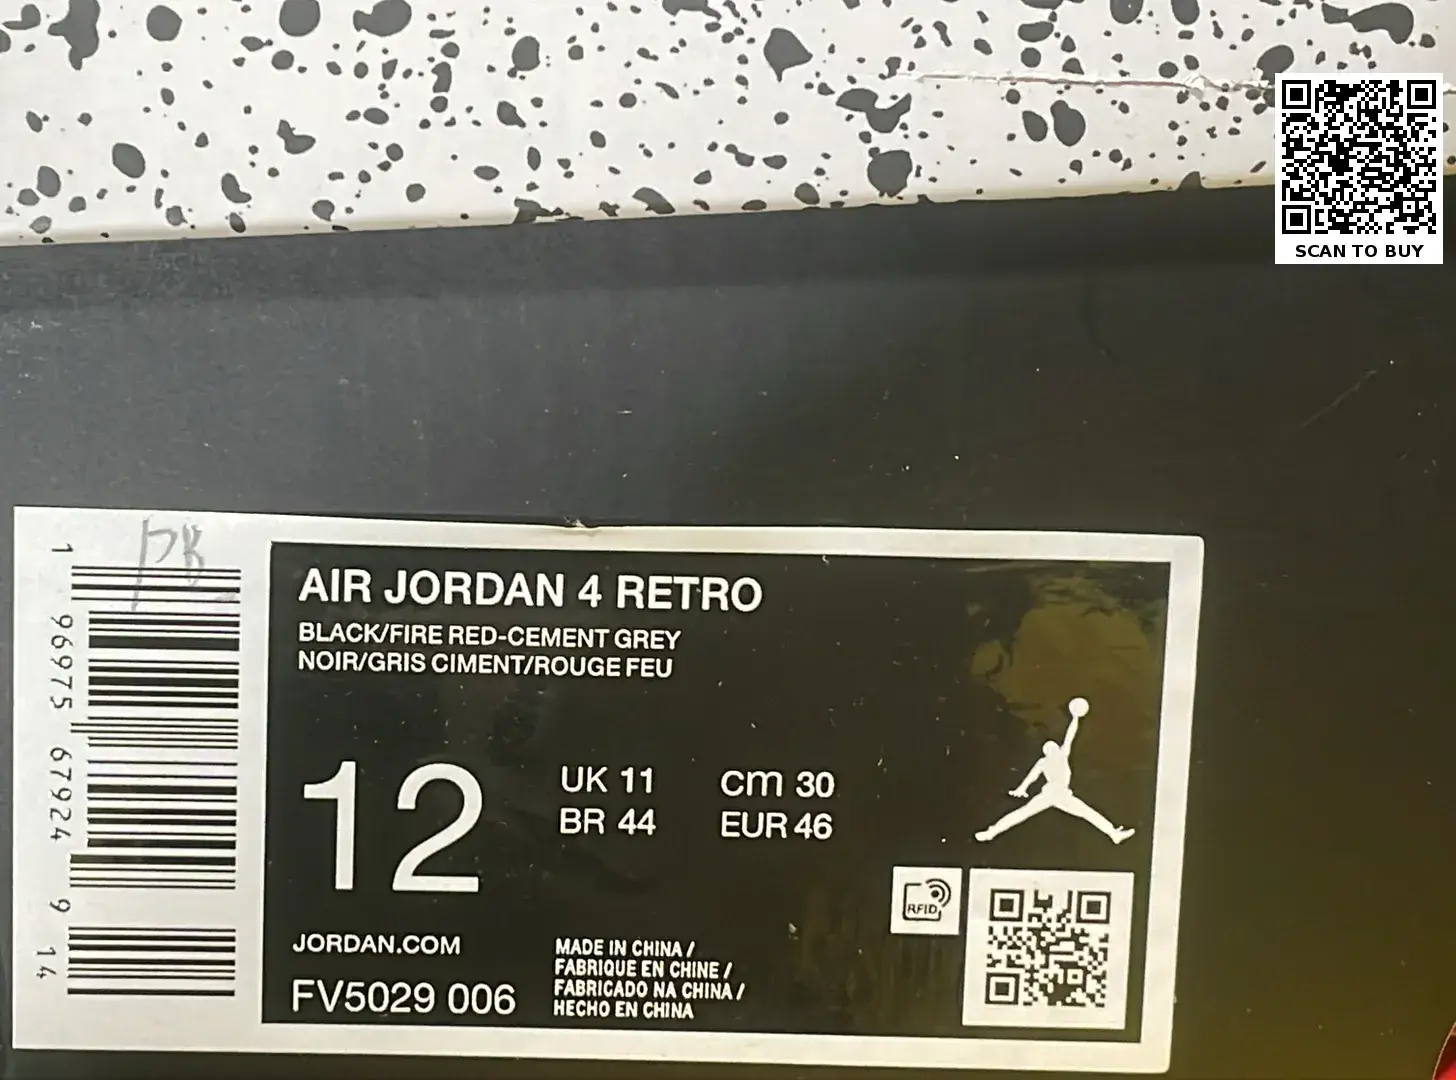 SCAN TO BUY
AIR JORDAN 4 RETRO
BLACK/FIRE RED-CEMENT GREY
NOIR/GRIS CIMENT/ROUGE FEU
12
UK 11 cm 30
BR 44 EUR 46
RFID
JORDAN.COM
FV5029 006
MADE IN CHINA /
FABRIQUE EN CHINE /
FABRICADO NA CHINA /
HECHO EN CHINA
1 96975 67924 9 14